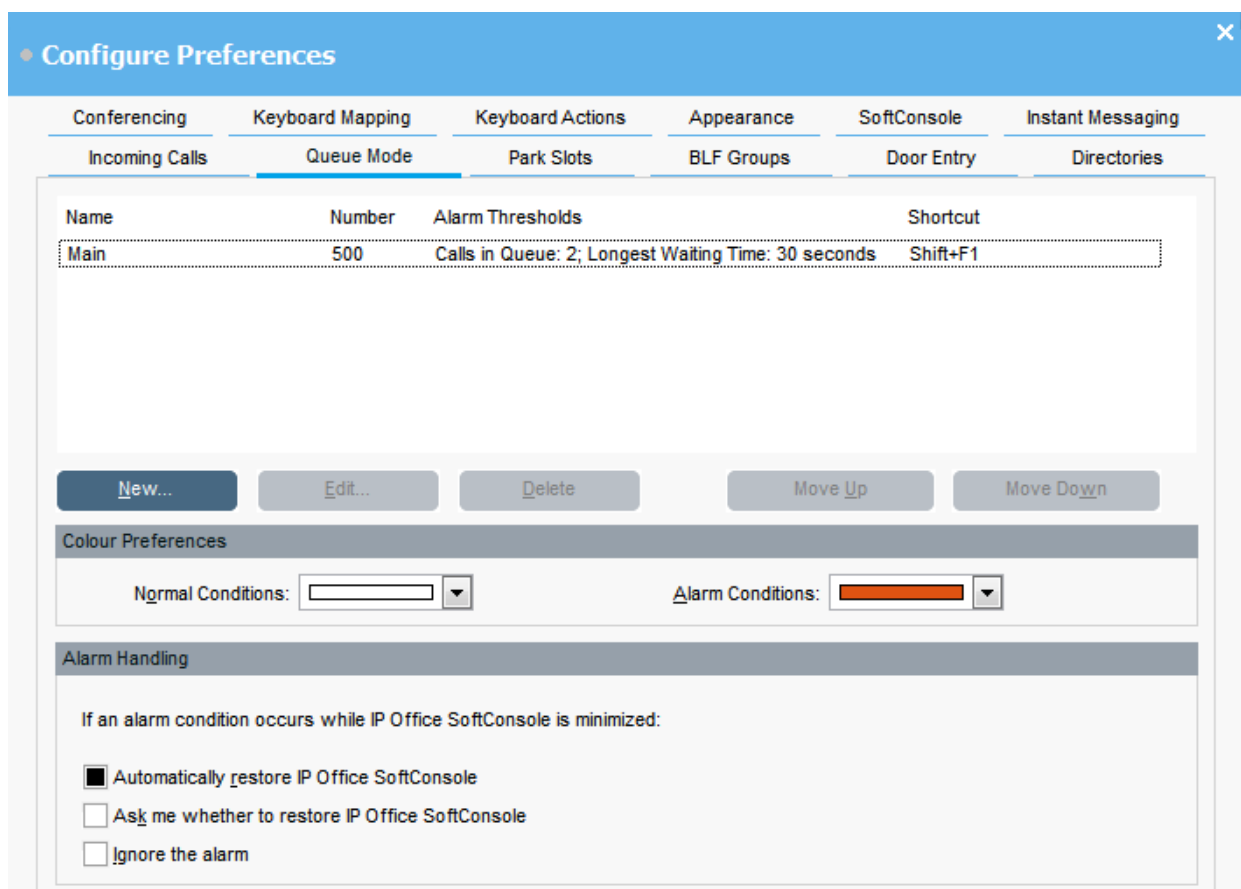 Configure Preferences
Conferencing Keyboard Mapping Keyboard Actions Appearance SoftConsole Instant Messaging
Incoming Calls Queue Mode Park Slots BLF Groups Door Entry Directories
Name Number Alarm Thresholds Shortcut
Main 500 Calls in Queue: 2; Longest Waiting Time: 30 seconds Shift+F1
New... Edit... Delete Move Up Move Down
Colour Preferences
Normal Conditions: Alarm Conditions:
Alarm Handling
If an alarm condition occurs while IP Office SoftConsole is minimized:
Automatically restore IP Office SoftConsole
Ask me whether to restore IP Office SoftConsole
Ignore the alarm